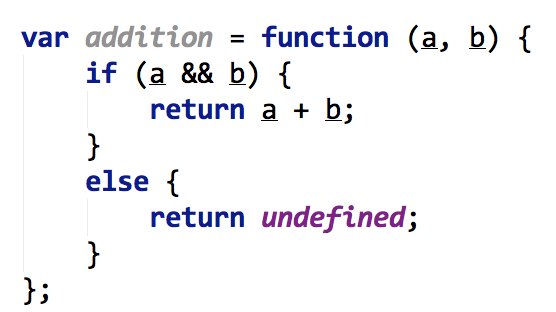 var addition = function (a, b) {
    if (a && b) {
        return a + b;
    }
    else {
        return undefined;
    }
};